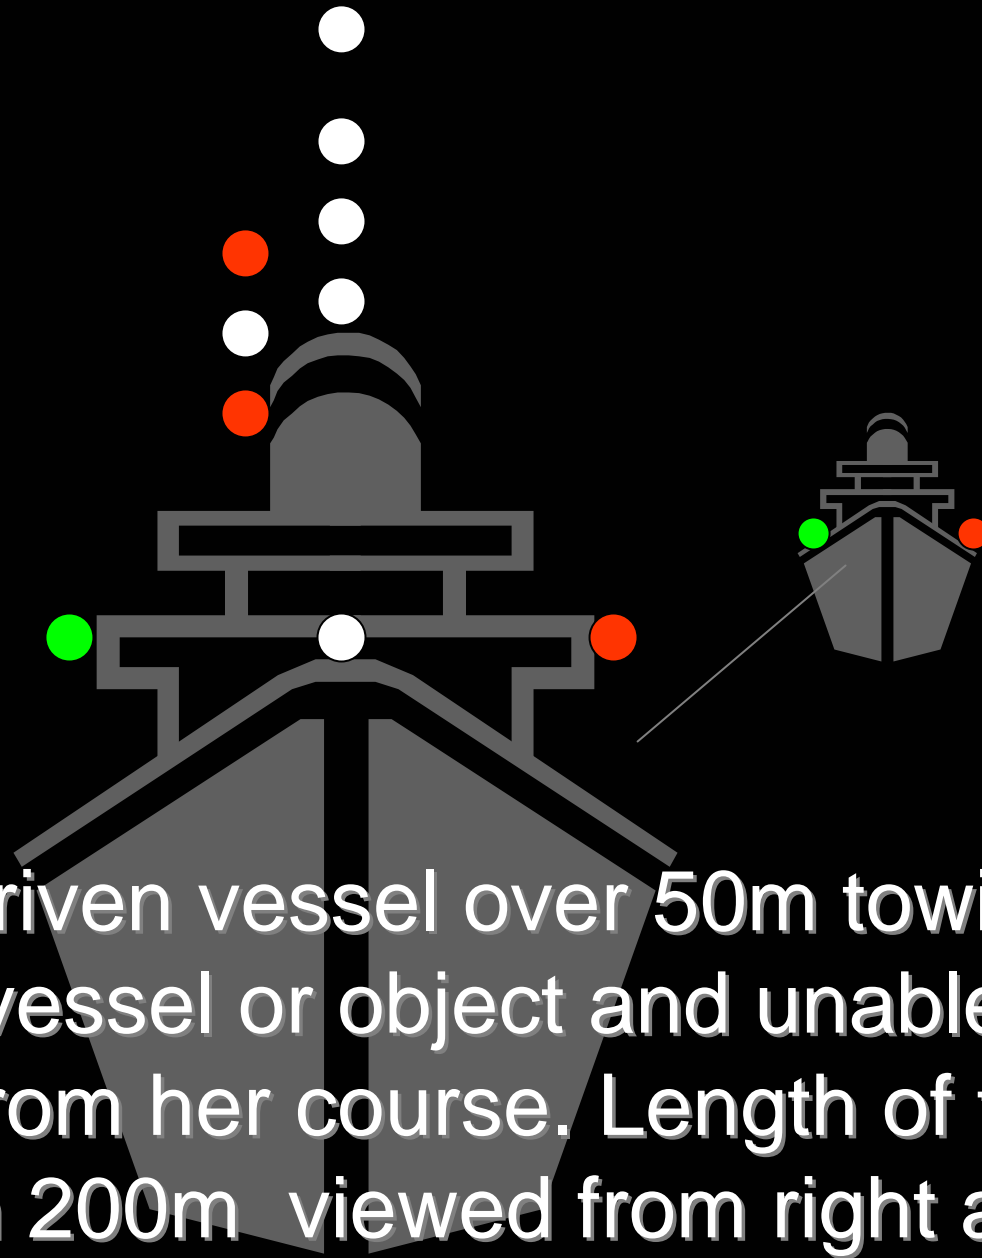 riven vessel over 50m towi
vessel or object and unable
rom her course. Length of
200m viewed from right